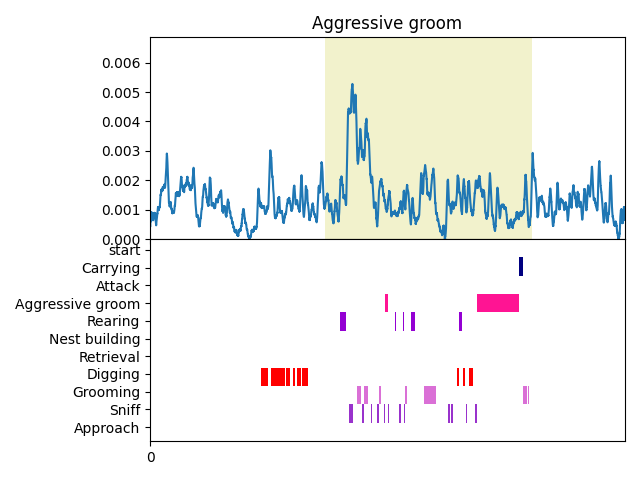 Aggressive groom
0.006
0.005
0.004
0.003
0.002
0.001
0.000
start
Carrying
Attack
Aggressive groom
Rearing
Nest building
Retrieval
Digging
Grooming
Sniff
Approach
0